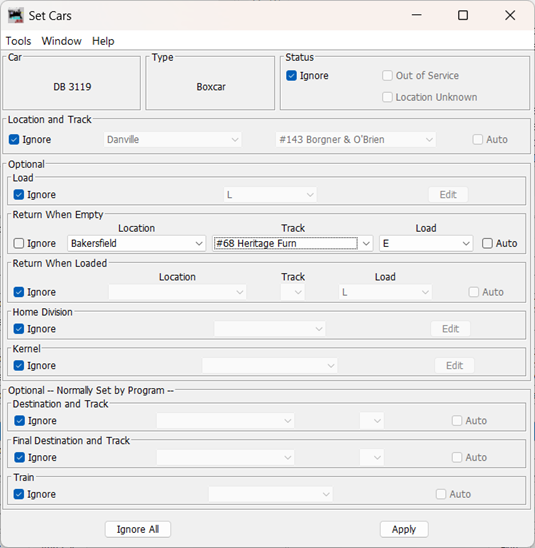 Set Cars
Tools Window Help
Car Type Status
DB 3119 Boxcar Ignore Out of Service
Location Unknown
Location and Track
Ignore Danville #143 Borgner & O'Brien Auto
Optional
Load
Ignore L Edit
Return When Empty
Location Track Load
Ignore Bakersfield #68 Heritage Furn E Auto
Return When Loaded
Location Track Load
Ignore L Auto
Home Division
Ignore Edit
Kernel
Ignore Edit
Optional -- Normally Set by Program --
Destination and Track
Ignore Auto
Final Destination and Track
Ignore Auto
Train
Ignore Auto
Ignore All Apply